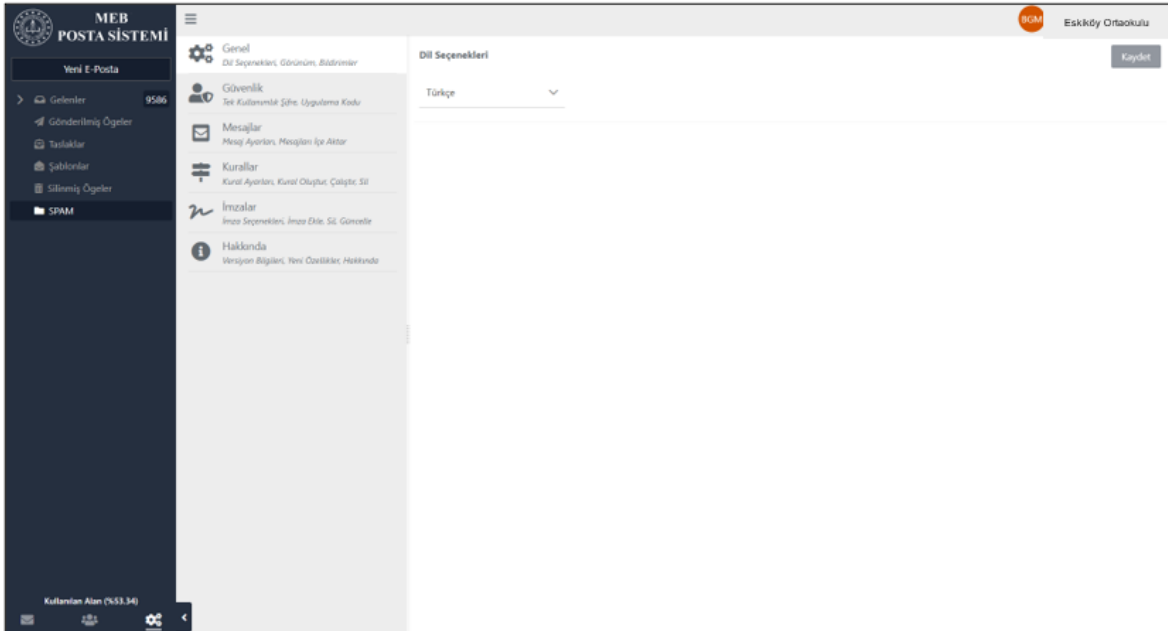 MEB
POSTA SİSTEMİ
Yeni E-Posta
Gelenler 9586
Gönderilmiş Ögeler
Taslaklar
Şablonlar
Silinmiş Ögeler
SPAM
Kullanılan Alan (%53.34)
Genel
Dil Seçenekleri, Görünüm, Bildirimler
Güvenlik
Tek Kullanımlık Şifre, Uygulama Kodu
Mesajlar
Mesaj Ayarları, Mesajları İçe Aktar
Kurallar
Kural Ayarları, Kural Oluştur, Çalıştır, Sil
İmzalar
İmza Seçenekleri, İmza Ekle, Sil, Güncelle
Hakkında
Versiyon Bilgileri, Yeni Özellikler, Hakkında
BGM Eskiköy Ortaokulu
Dil Seçenekleri
Kaydet
Türkçe